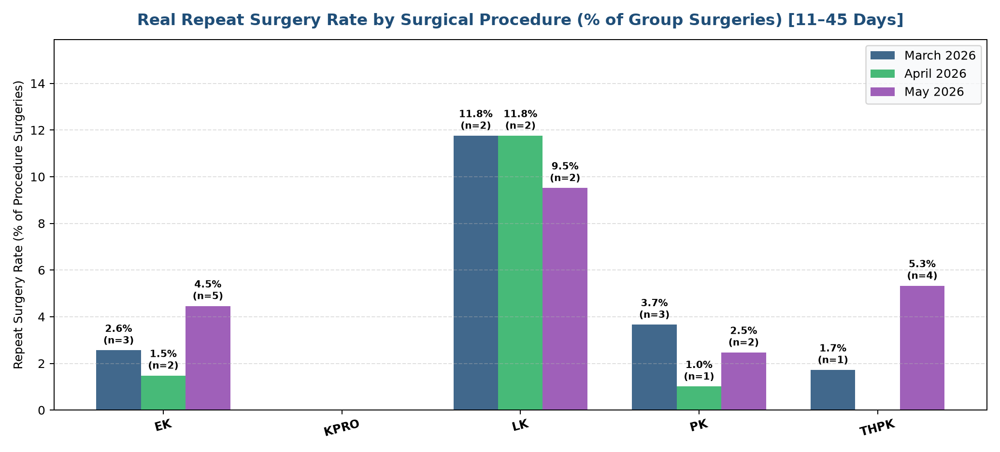 Real Repeat Surgery Rate by Surgical Procedure (% of Group Surgeries) [11–45 Days]
Repeat Surgery Rate (% of Procedure Surgeries)
14
12
10
8
6
4
2
0
March 2026
April 2026
May 2026
2.6%
(n=3)
1.5%
(n=2)
4.5%
(n=5)
11.8%
(n=2)
11.8%
(n=2)
9.5%
(n=2)
3.7%
(n=3)
1.0%
(n=1)
2.5%
(n=2)
1.7%
(n=1)
5.3%
(n=4)
EK
KPRO
LK
PK
THPK